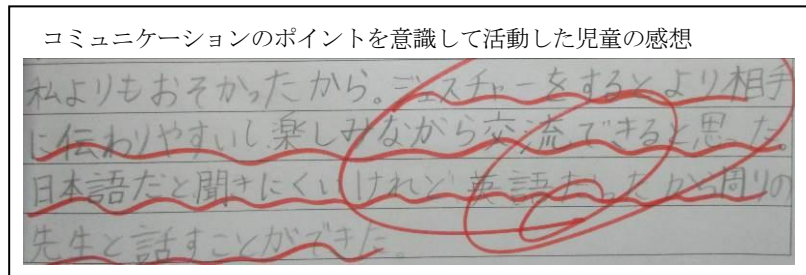 コミュニケーションのポイントを意識して活動した児童の感想
私よりもおそかったから。ジェスチャーをするとより相手
に伝わりやすいし楽しみながら交流できると思った。
日本語だと聞きにくいけれど英語だったから周りの
先生と話すことができた。